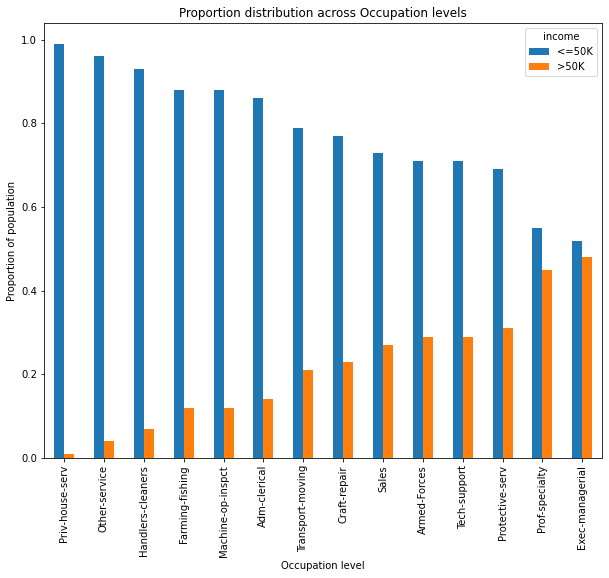 Proportion distribution across Occupation levels
income
<=50K
>50K
1.0
0.8
0.6
0.4
0.2
0.0
Proportion of population
Priv-house-serv
Other-service
Handlers-cleaners
Farming-fishing
Machine-op-inspct
Adm-clerical
Transport-moving
Craft-repair
Sales
Armed-Forces
Tech-support
Protective-serv
Prof-specialty
Exec-managerial
Occupation level